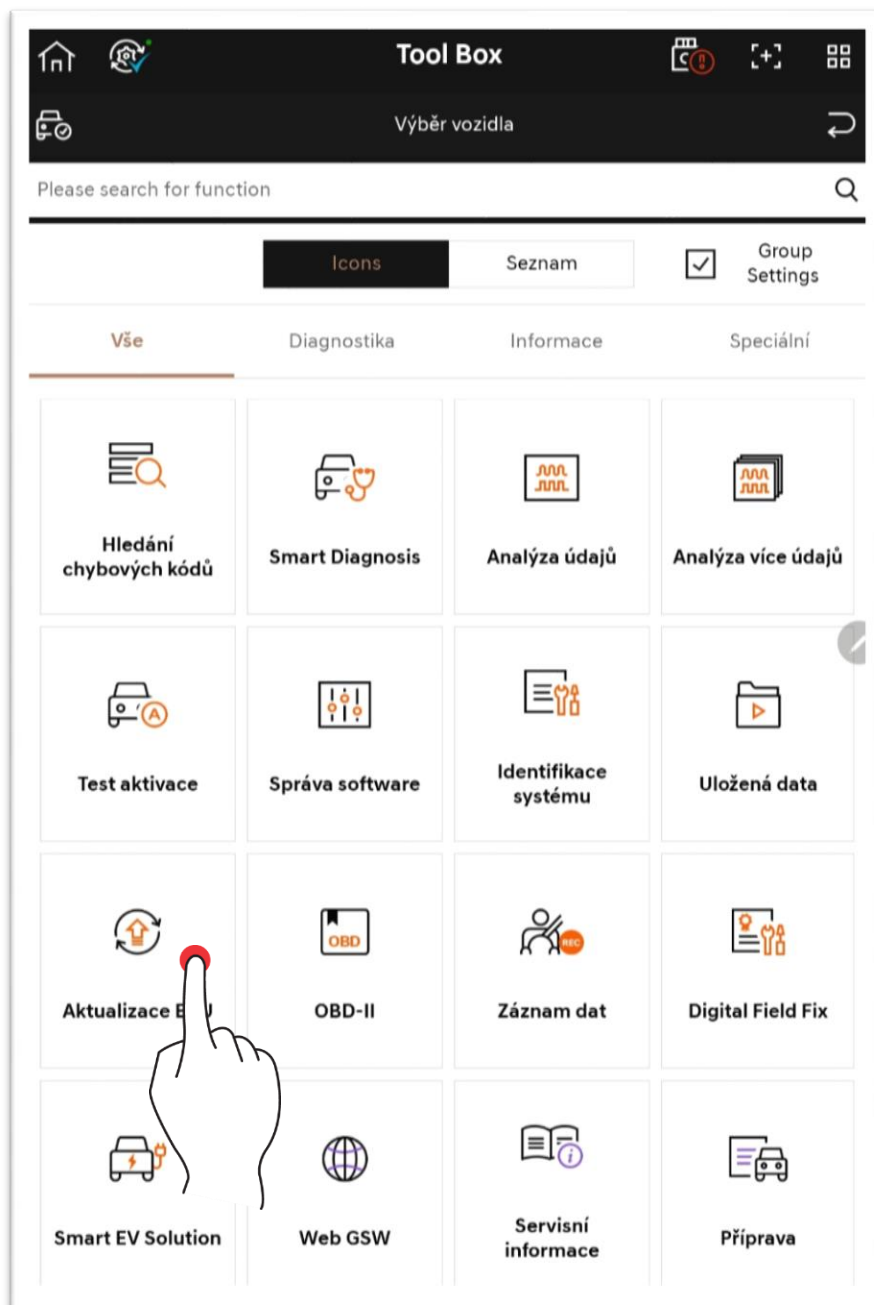 Tool Box
Výběr vozidla
Please search for function
Icons
Seznam
Group
Settings
Vše
Diagnostika
Informace
Speciální
Hledání
chybových kódů
Smart Diagnosis
Analýza údajů
Analýza více údajů
Test aktivace
Správa software
Identifikace
systému
Uložená data
Aktualizace
OBD
OBD-II
REC
Záznam dat
Digital Field Fix
Smart EV Solution
Web GSW
Servisní
informace
Příprava